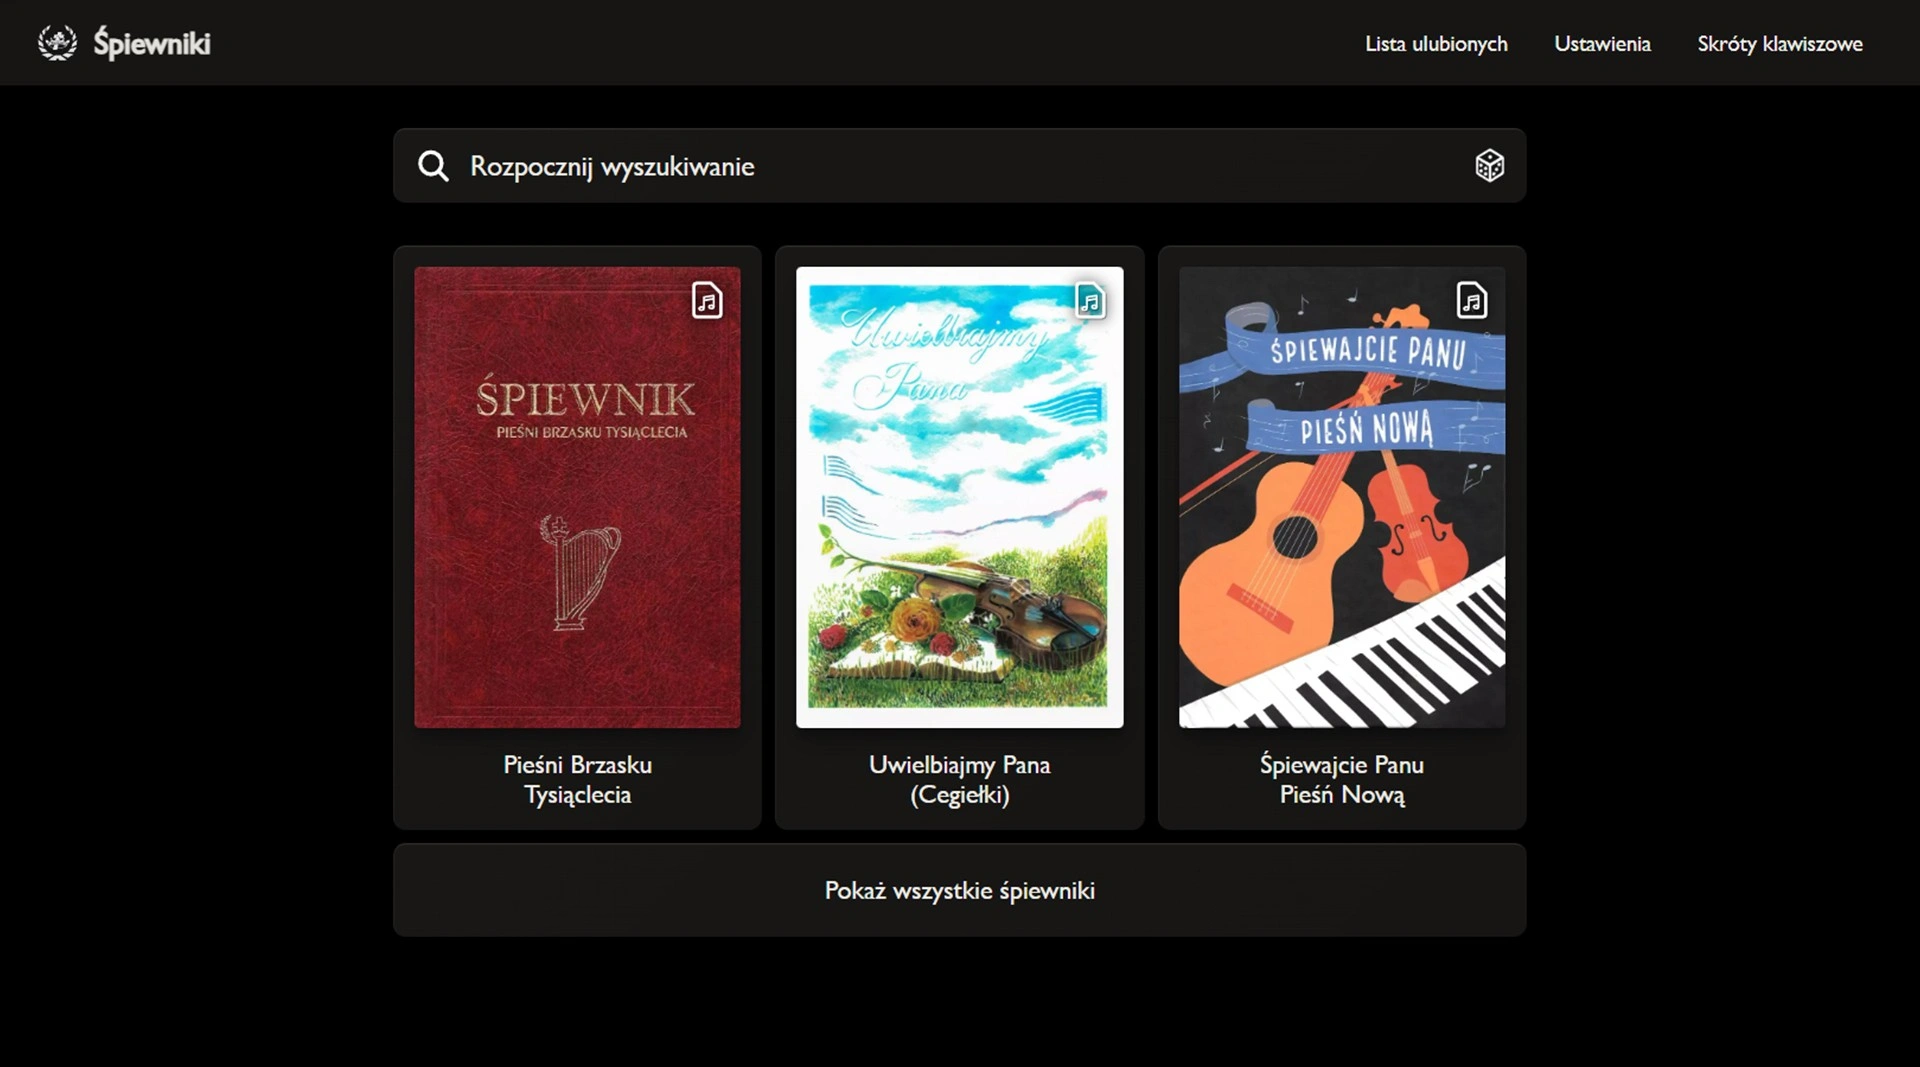 Śpiewniki
Lista ulubionych
Ustawienia
Skróty klawiszowe
Rozpocznij wyszukiwanie
ŚPIEWNIK
PIEŚNI BRZASKU TYSIĄCLECIA
Uwielbiajmy
Pana
ŚPIEWAJCIE PANU
PIEŚŃ NOWĄ
Pieśni Brzasku
Tysiąclecia
Uwielbiajmy Pana
(Cegiełki)
Śpiewajcie Panu
Pieśń Nową
Pokaż wszystkie śpiewniki